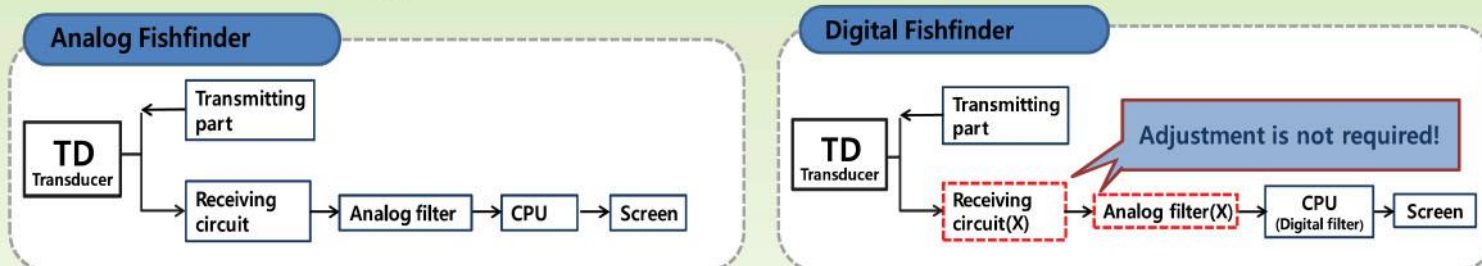 Analog Fishfinder
Transmitting
part
TD
Transducer
Receiving
circuit
Analog filter
CPU
Screen
Digital Fishfinder
Transmitting
part
Adjustment is not required!
TD
Transducer
Receiving
circuit(X)
Analog filter(X)
CPU
(Digital filter)
Screen